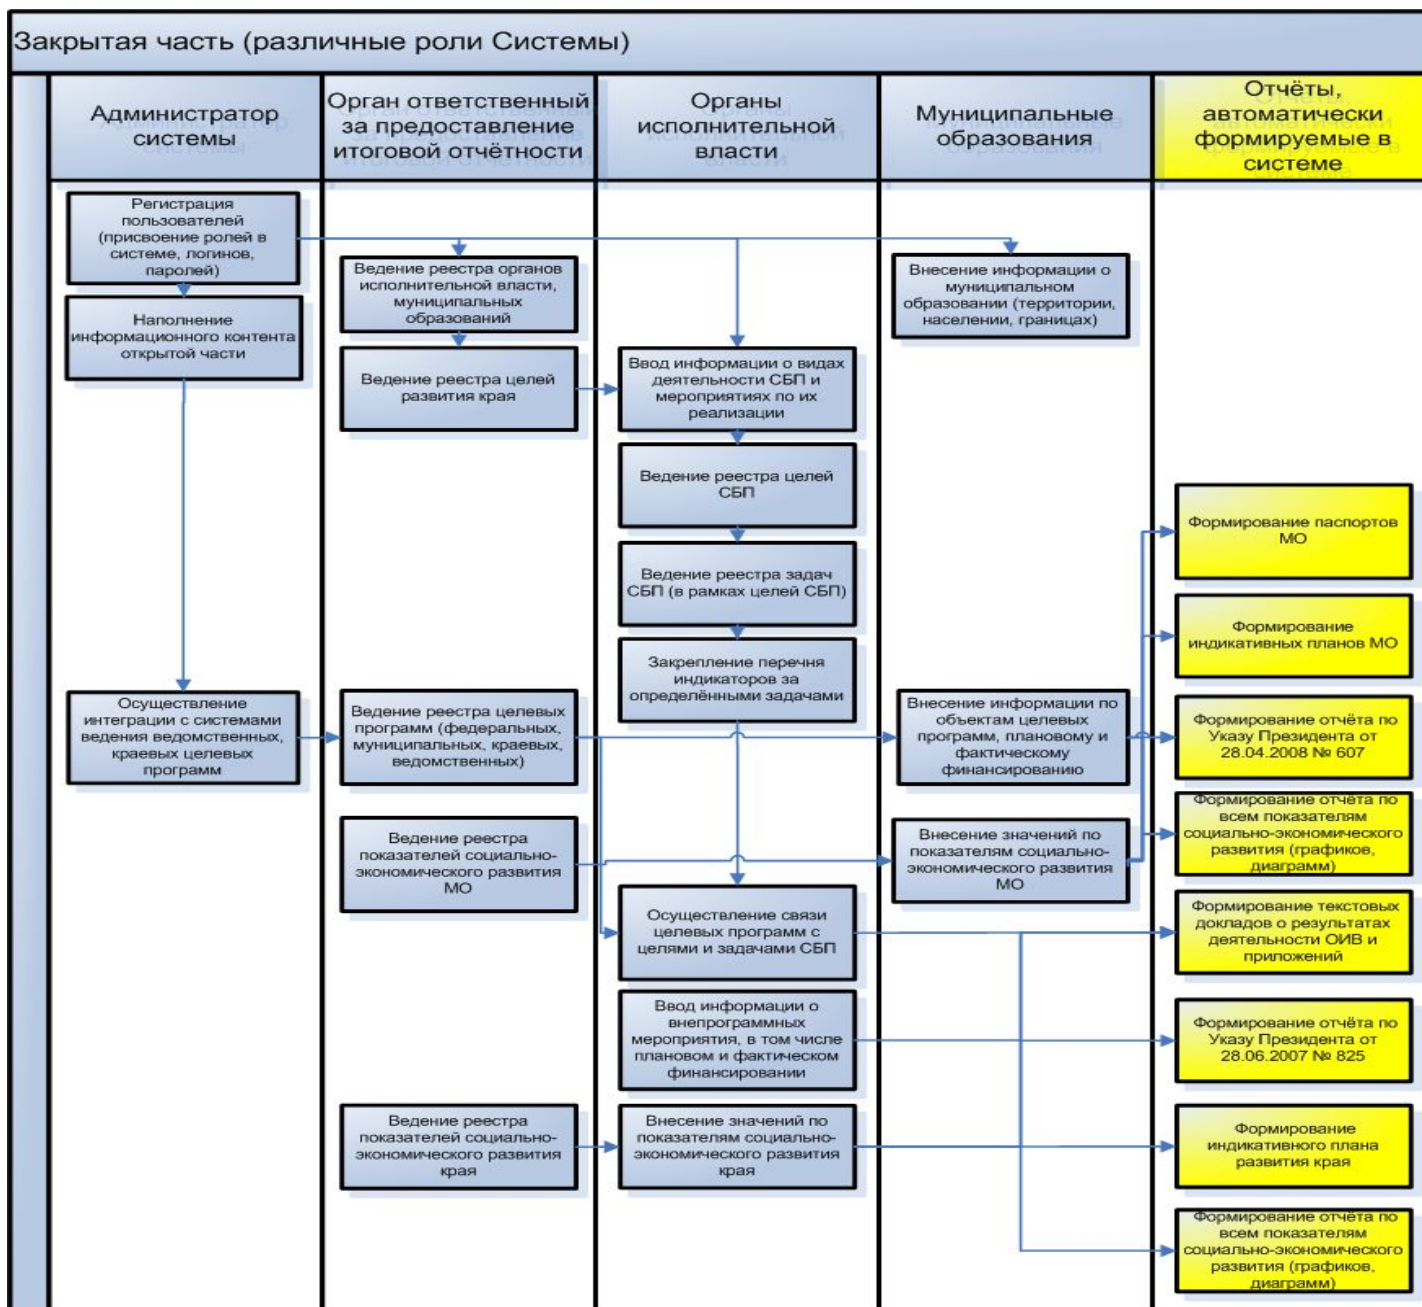 Закрытая часть (различные роли Системы)
Администратор
системы
Орган ответственный
за предоставление
итоговой отчётности
Органы
исполнительной
власти
Муниципальные
образования
Отчёты,
автоматически
формируемые в
системе
Регистрация
пользователей
(присвоение ролей в
системе, логинов,
паролей)
Наполнение
информационного контента
открытой части
Осуществление
интеграции с системами
ведения ведомственных,
краевых целевых
программ
Ведение реестра органов
исполнительной власти,
муниципальных
образований
Ведение реестра целей
развития края
Ведение реестра целевых
программ (федеральных,
муниципальных, краевых,
ведомственных)
Ведение реестра
показателей социально-
экономического развития
МО
Ведение реестра
показателей социально-
экономического развития
края
Ввод информации о видах
деятельности СБП и
мероприятиях по их
реализации
Ведение реестра целей
СБП
Ведение реестра задач
СБП (в рамках целей СБП)
Закрепление перечня
индикаторов за
определёнными задачами
Осуществление связи
целевых программ с
целями и задачами СБП
Ввод информации о
внепрограммных
мероприятия, в том числе
плановом и фактическом
финансировании
Внесение значений по
показателям социально-
экономического развития
края
Внесение информации о
муниципальном
образовании (территории,
населении, границах)
Внесение информации по
объектам целевых
программ, плановому и
фактическому
финансированию
Внесение значений по
показателям социально-
экономического развития
МО
Формирование паспортов
МО
Формирование
индикативных планов МО
Формирование отчёта по
Указу Президента от
28.04.2008 № 607
Формирование отчёта по
всем показателям
социально-экономического
развития (графиков,
диаграмм)
Формирование текстовых
докладов о результатах
деятельности ОИВ и
приложений
Формирование отчёта по
Указу Президента от
28.06.2007 № 825
Формирование
индикативного плана
развития края
Формирование отчёта по
всем показателям
социально-экономического
развития (графиков,
диаграмм)